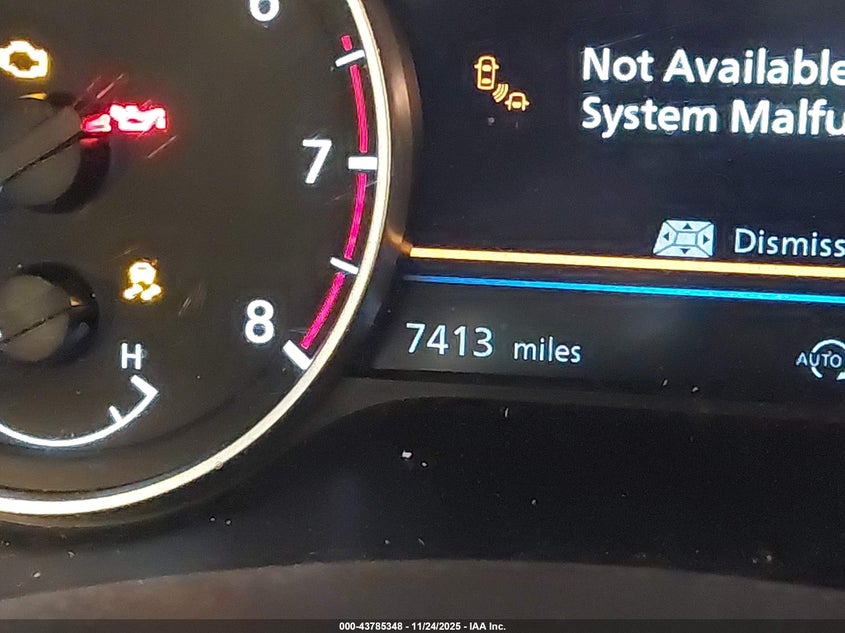 6
Not Available
System Malfu
7
Dismiss
8
7413 miles
AUTO
H
000-43785348 - 11/24/2025 - IAA Inc.